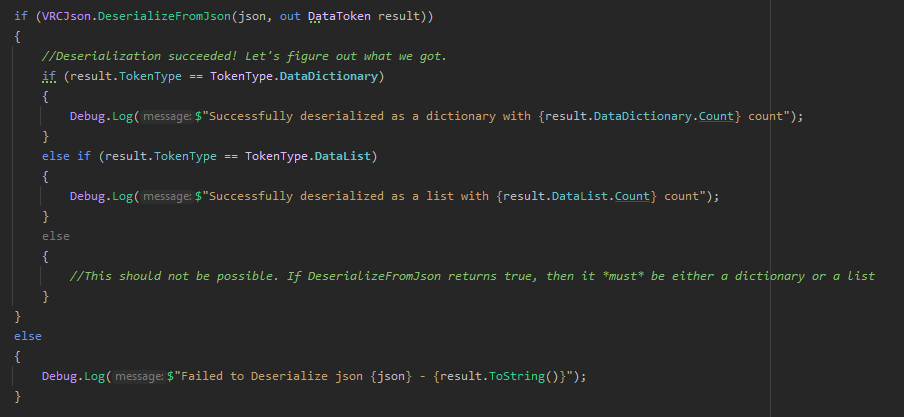 if (VRCJson.DeserializeFromJson(json, out DataToken result))
{
    //Deserialization succeeded! Let's figure out what we got.
    if (result.TokenType == TokenType.DataDictionary)
    {
        Debug.Log( message: $"Successfully deserialized as a dictionary with {result.DataDictionary.Count} count");
    }
    else if (result.TokenType == TokenType.DataList)
    {
        Debug.Log( message: $"Successfully deserialized as a list with {result.DataList.Count} count");
    }
    else
    {
        //This should not be possible. If DeserializeFromJson returns true, then it *must* be either a dictionary or a list
    }
}
else
{
    Debug.Log( message: $"Failed to Deserialize json {json} - {result.ToString()}");
}